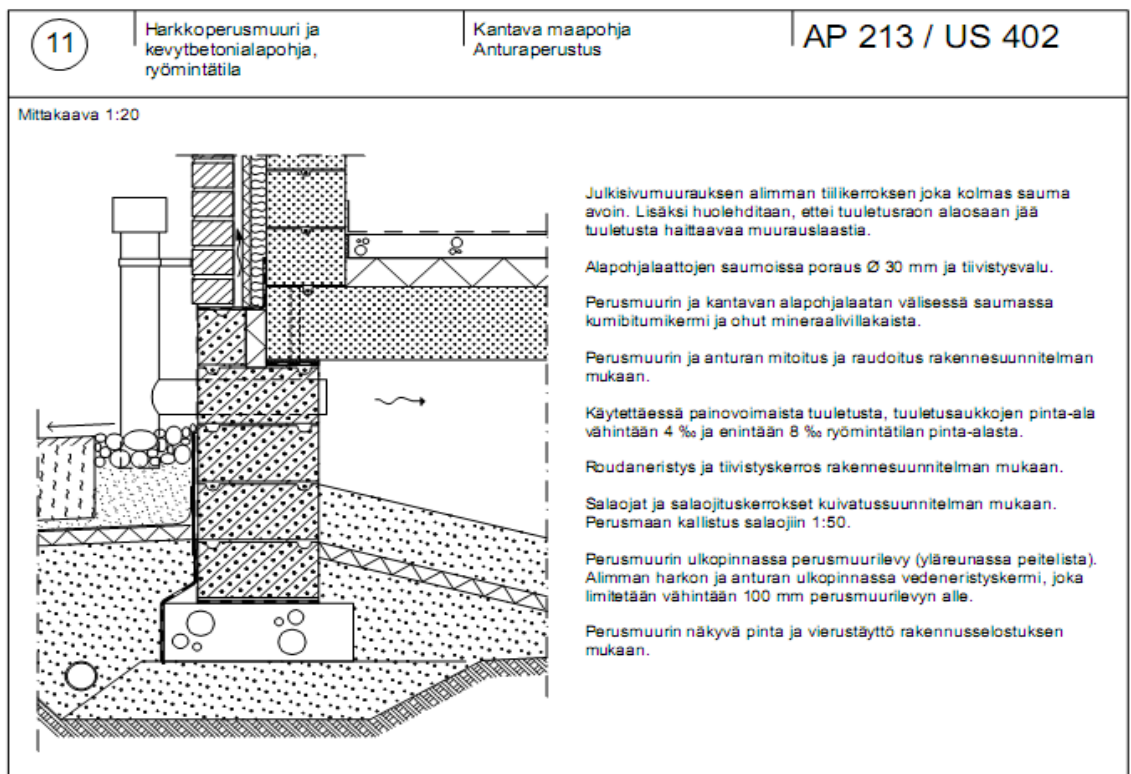 11
Harkkoperusmuuri ja
kevytbetonialapohja,
ryömintätila
Kantava maapohja
Anturaperustus
AP 213 / US 402
Mittakaava 1:20
Julkisivumuurauksen alimman tiilikerroksen joka kolmas sauma
avoin. Lisäksi huolehditaan, ettei tuuletusraon alaosaan jää
tuuletusta haittaavaa muurauslaastia.
Alapohjalaattojen saumoissa poraus Ø 30 mm ja tiivistysvalu.
Perusmuurin ja kantavan alapohjalaatan välisessä saumassa
kumibitumikermi ja ohut mineraalivillakaista.
Perusmuurin ja anturan mitoitus ja raudoitus rakennesuunnitelman
mukaan.
Käytettäessä painovoimaista tuuletusta, tuuletusaukkojen pinta-ala
vähintään 4 ‰ ja enintään 8 ‰ ryömintätilan pinta-alasta.
Roudaneristys ja tiivistyskerros rakennesuunnitelman mukaan.
Salaojat ja salaojituskerrokset kuivatussuunnitelman mukaan.
Perusmaan kallistus salaojiin 1:50.
Perusmuurin ulkopinnassa perusmuurilevy (yläreunassa peitelista).
Alimman harkon ja anturan ulkopinnassa vedeneristyskermi, joka
limitetään vähintään 100 mm perusmuurilevyn alle.
Perusmuurin näkyvä pinta ja vierustäyttö rakennusselostuksen
mukaan.